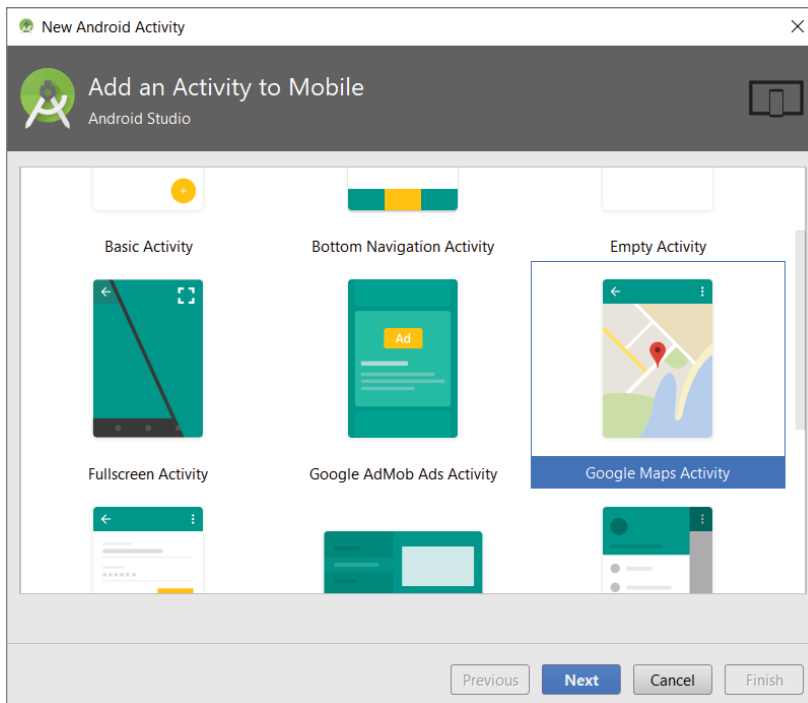 New Android Activity
Add an Activity to Mobile
Android Studio
Basic Activity
Bottom Navigation Activity
Empty Activity
Ad
Fullscreen Activity
Google AdMob Ads Activity
Google Maps Activity
Previous
Next
Cancel
Finish